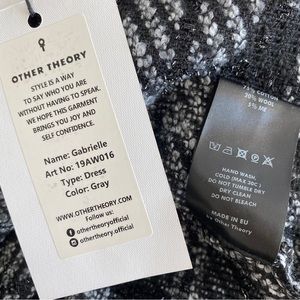 OTHER THEORY
STYLE IS A WAY
TO SAY WHO YOU ARE
WITHOUT HAVING TO SPEAK.
WE HOPE THIS GARMENT
BRINGS YOU JOY AND
SELF CONFIDENCE.
Name: Gabrielle
Art No: 19AW016
Type: Dress
Color: Gray
WWW.OTHERTHEORY.COM
Follow us:
othertheoryofficial
othertheory.official
COTTON
20% WOOL
5% ME
HAND WASH
COLD (MAX 30C)
DO NOT TUMBLE DRY
DRY CLEAN
DO NOT BLEACH
MADE IN EU
Other Theory